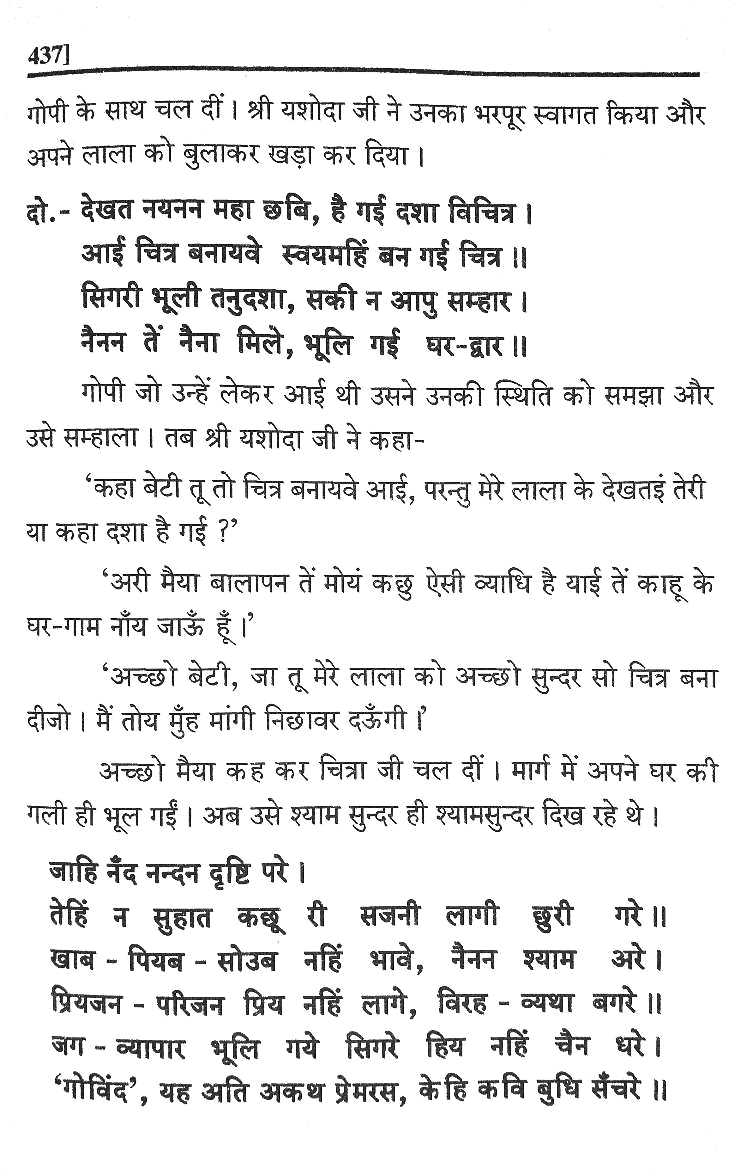 437]
गोपी के साथ चल दीं । श्री यशोदा जी ने उनका भरपूर स्वागत किया और
अपने लाला को बुलाकर खड़ा कर दिया ।
दो.- देखत नयनन महा छबि, है गई दशा विचित्र ।
आई चित्र बनायवे स्वयमहिं बन गई चित्र ॥
सिगरी भूली तनुदशा, सकी न आपु सम्हार ।
नैनन तें नैना मिले, भूलि गई घर-द्वार ॥
गोपी जो उन्हें लेकर आई थी उसने उनकी स्थिति को समझा और
उसे सम्हाला । तब श्री यशोदा जी ने कहा-
‘कहा बेटी तू तो चित्र बनायवे आई, परन्तु मेरे लाला के देखतइं तेरी
या कहा दशा है गई ?’
‘अरी मैया बालापन तें मोयं कछु ऐसी व्याधि है याई तें काहू के
घर-गाम नाँय जाऊँ हूँ ।’
‘अच्छो बेटी, जा तू मेरे लाला को अच्छो सुन्दर सो चित्र बना
दीजो । मैं तोय मुँह मांगी निछावर दऊँगी ।’
अच्छो मैया कह कर चित्रा जी चल दीं । मार्ग में अपने घर की
गली ही भूल गईं । अब उसे श्याम सुन्दर ही श्यामसुन्दर दिख रहे थे ।
जाहि नँद नन्दन दृष्टि परे ।
तेहिं न सुहात कछू री सजनी लागी छुरी गरे ॥
खाब - पियब - सोउब नहिं भावे, नैनन श्याम अरे ।
प्रियजन - परिजन प्रिय नहिं लागे, विरह - व्यथा बगरे ॥
जग - व्यापार भूलि गये सिगरे हिय नहिं चैन धरे ।
‘गोविंद’, यह अति अकथ प्रेमरस, केहि कवि बुधि सँचरे ॥